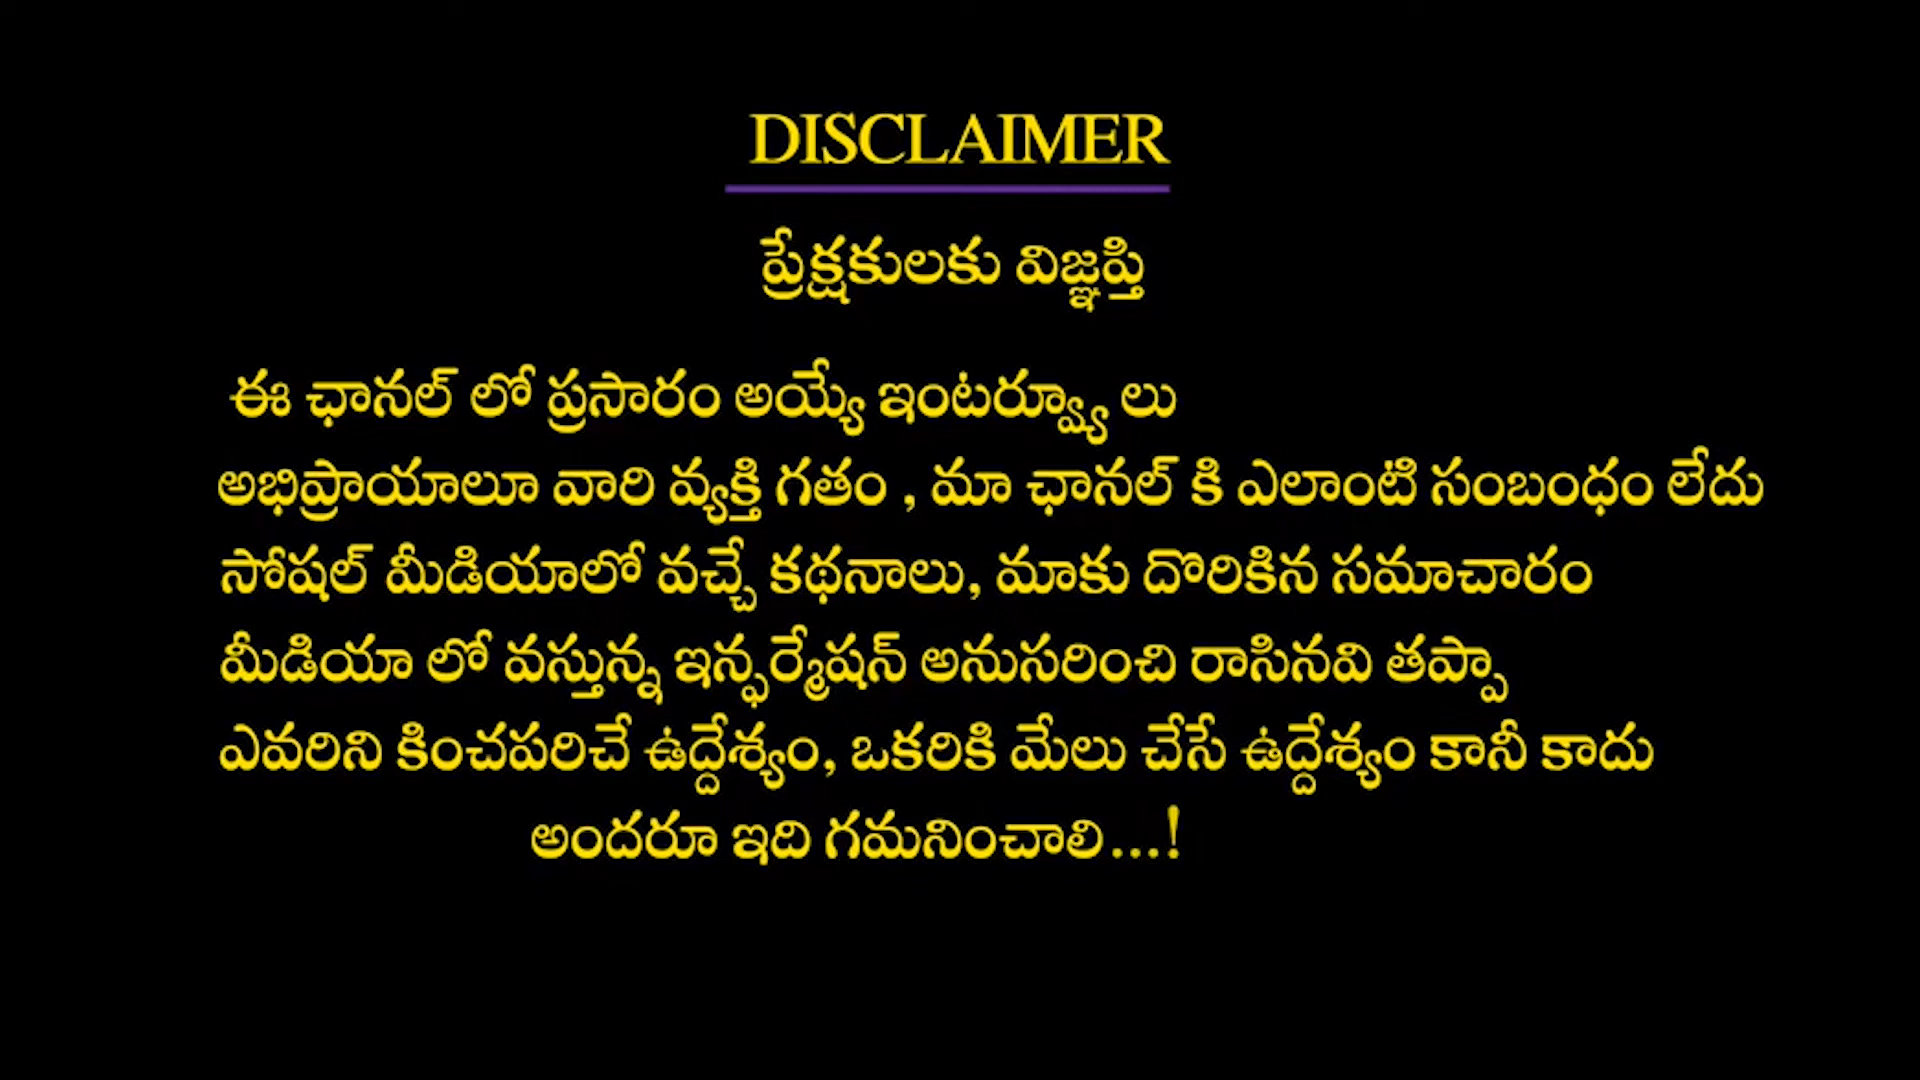 DISCLAIMER
ప్రేక్షకులకు విజ్ఞప్తి
ఈ ఛానల్ లో ప్రసారం అయ్యే ఇంటర్వ్యూ లు
అభిప్రాయాలూ వారి వ్యక్తి గతం , మా ఛానల్ కి ఎలాంటి సంబంధం లేదు
సోషల్ మీడియాలో వచ్చే కథనాలు, మాకు దొరికిన సమాచారం
మీడియా లో వస్తున్న ఇన్ఫర్మేషన్ అనుసరించి రాసినవి తప్పా
ఎవరిని కించపరిచే ఉద్దేశ్యం, ఒకరికి మేలు చేసే ఉద్దేశ్యం కానీ కాదు
అందరూ ఇది గమనించాలి...!